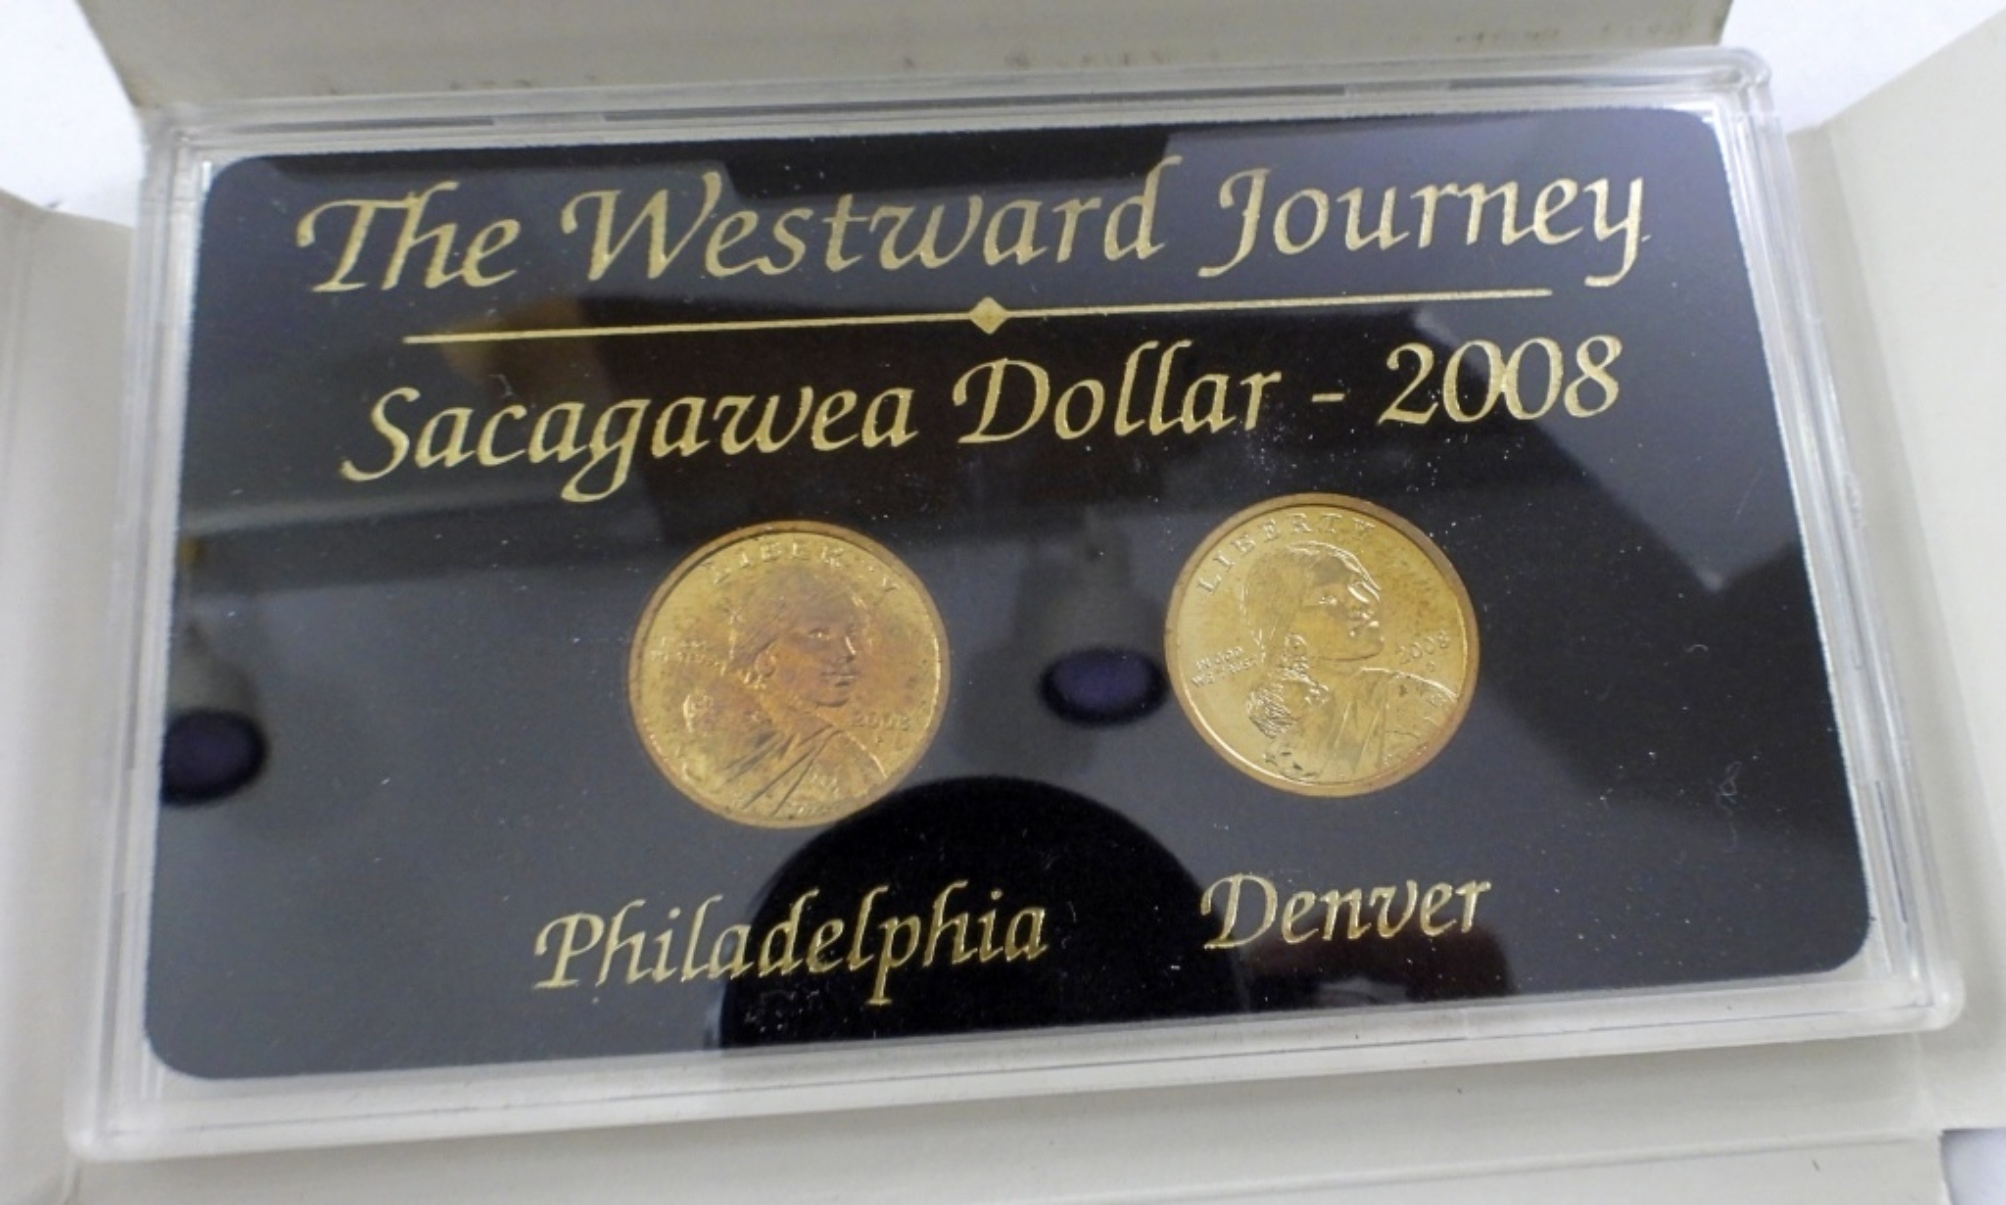 The Westward Journey
Sacagawea Dollar - 2008
LIBERTY
2008
LIBERTY
IN GOD
WE TRUST
2008
D
Philadelphia
Denver